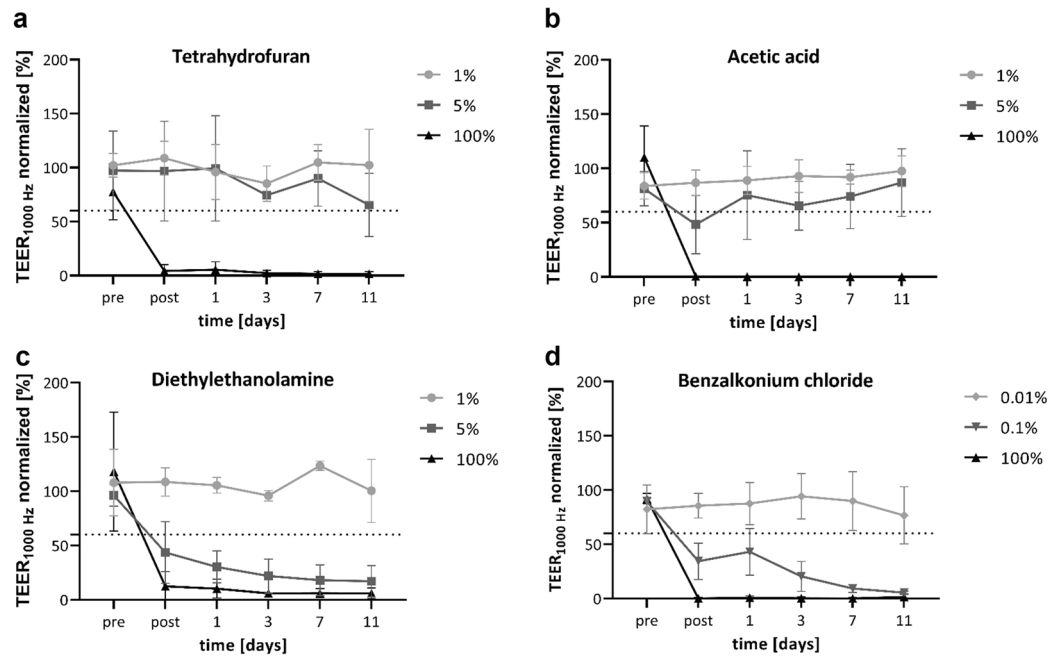 a
Tetrahydrofuran
TEER1000 Hz normalized [%]
200
150
100
50
0
pre post 1 3 7 11
time [days]
1%
5%
100%
b
Acetic acid
TEER1000 Hz normalized [%]
200
150
100
50
0
pre post 1 3 7 11
time [days]
1%
5%
100%
c
Diethylethanolamine
TEER1000 Hz normalized [%]
200
150
100
50
0
pre post 1 3 7 11
time [days]
1%
5%
100%
d
Benzalkonium chloride
TEER1000 Hz normalized [%]
200
150
100
50
0
pre post 1 3 7 11
time [days]
0.01%
0.1%
100%